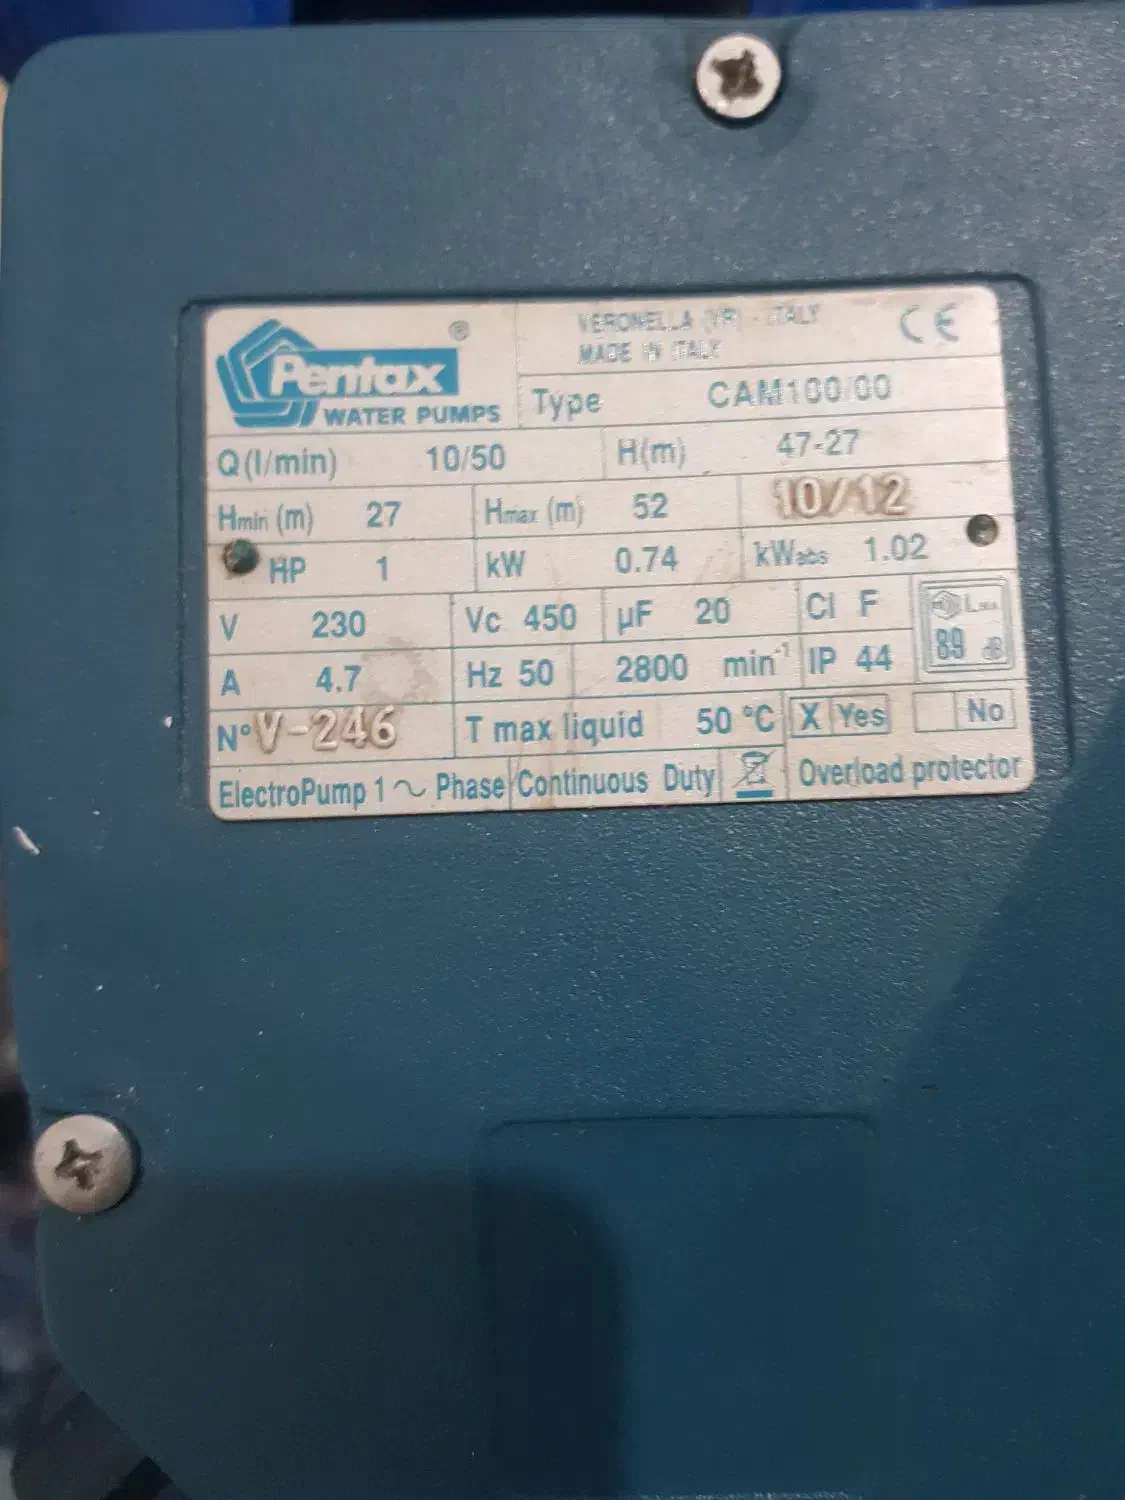 Pentax ®
WATER PUMPS
VERONELLA (VR) - ITALY
MADE IN ITALY
CE
Type CAM100/00
Q (l/min) 10/50 H(m) 47-27
Hmin (m) 27 Hmax (m) 52 10/12
HP 1 kW 0.74 kWabs 1.02
V 230 Vc 450 µF 20 Cl F
A 4.7 Hz 50 2800 min-1 IP 44
89 dB
N° V-246 T max liquid 50 °C X Yes No
ElectroPump 1 ~ Phase Continuous Duty Overload protector